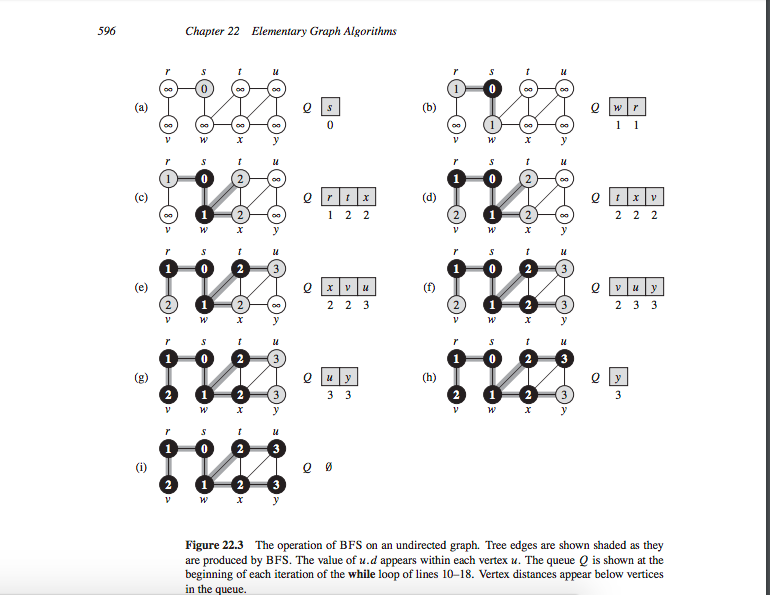 596 Chapter 22 Elementary Graph Algorithms
r s t u r s t u
∞ 0 ∞ ∞ 1 0 ∞ ∞
(a) Q s (b) Q w r
0 1 1
∞ ∞ ∞ ∞ ∞ 1 ∞ ∞
v w x y v w x y
r s t u r s t u
1 0 2 ∞ 1 0 2 ∞
(c) Q r t x (d) Q t x v
1 2 2 2 2 2
∞ 1 2 ∞ 2 1 2 ∞
v w x y v w x y
r s t u r s t u
1 0 2 3 1 0 2 3
(e) Q x v u (f) Q v u y
2 2 3 2 3 3
2 1 2 ∞ 2 1 2 3
v w x y v w x y
r s t u r s t u
1 0 2 3 1 0 2 3
(g) Q u y (h) Q y
3 3 3
2 1 2 3 2 1 2 3
v w x y v w x y
r s t u
1 0 2 3
(i) Q Ø
2 1 2 3
v w x y
Figure 22.3 The operation of BFS on an undirected graph. Tree edges are shown shaded as they
are produced by BFS. The value of u.d appears within each vertex u. The queue Q is shown at the
beginning of each iteration of the while loop of lines 10–18. Vertex distances appear below vertices
in the queue.